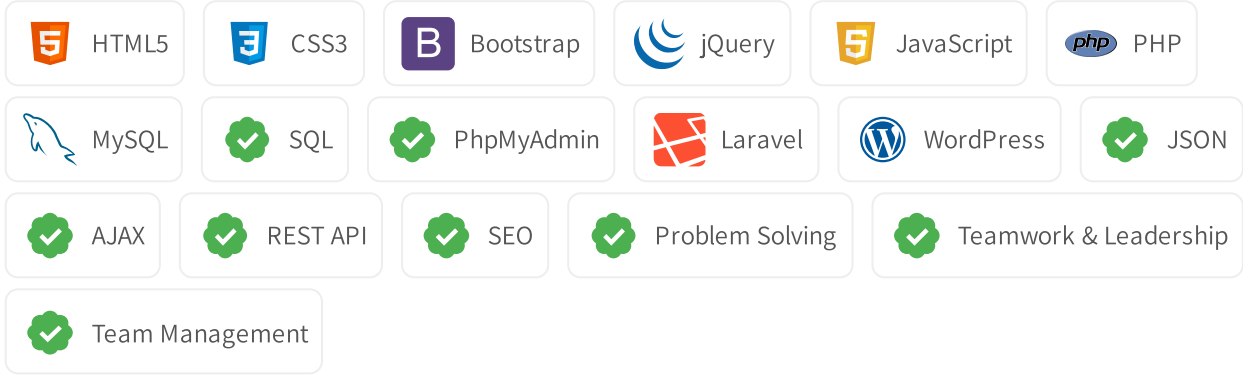 HTML5 CSS3 Bootstrap jQuery JavaScript PHP
MySQL SQL PhpMyAdmin Laravel WordPress JSON
AJAX REST API SEO Problem Solving Teamwork & Leadership
Team Management